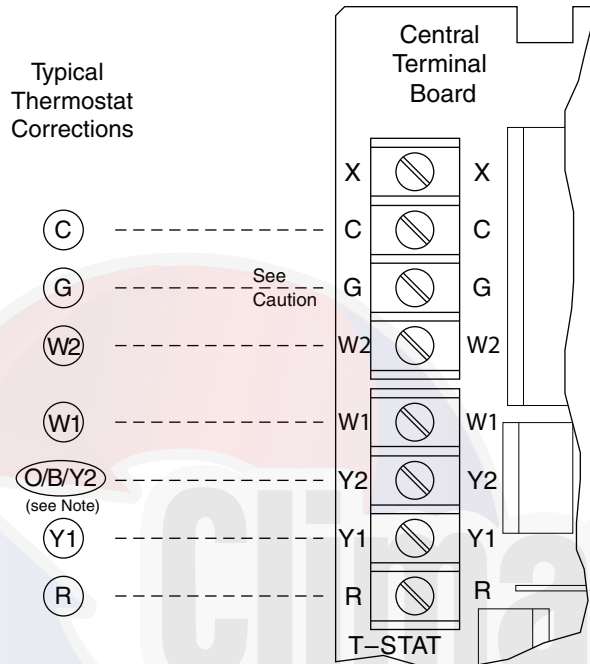 Typical
Thermostat
Corrections
Central
Terminal
Board
X X
C C C
G See
Caution G G
W2 W2 W2
W1 W1 W1
O/B/Y2 Y2 Y2
(see Note)
Y1 Y1 Y1
R R R
T–STAT
Clima